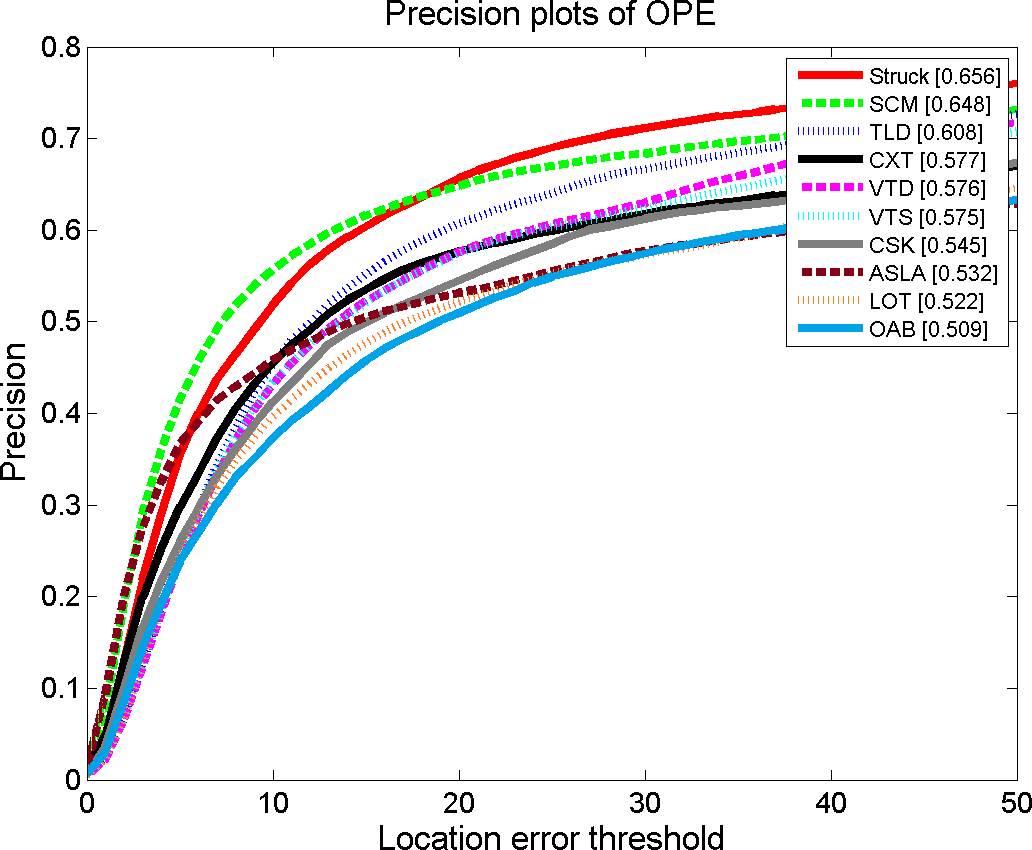 Precision plots of OPE
0.8
0.7
0.6
0.5
0.4
0.3
0.2
0.1
0
Precision
Struck [0.656]
SCM [0.648]
TLD [0.608]
CXT [0.577]
VTD [0.576]
VTS [0.575]
CSK [0.545]
ASLA [0.532]
LOT [0.522]
OAB [0.509]
0 10 20 30 40 50
Location error threshold